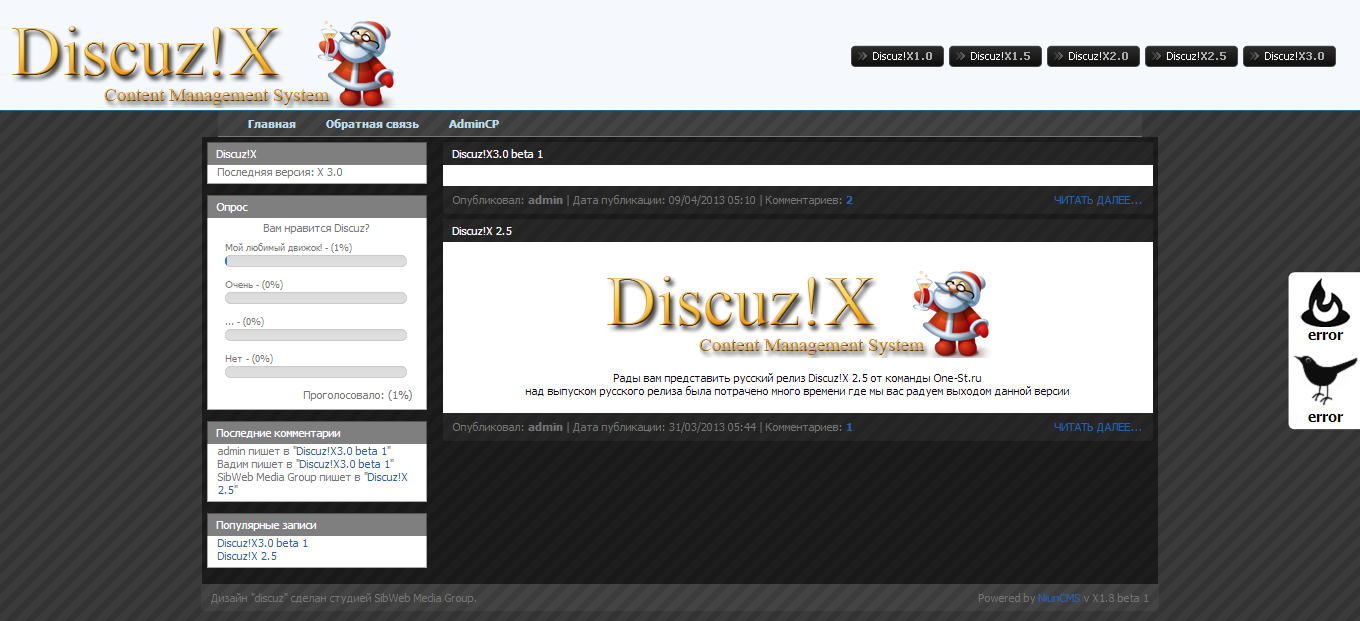 Discuz!X
Content Management System
Discuz!X1.0
Discuz!X1.5
Discuz!X2.0
Discuz!X2.5
Discuz!X3.0
Главная
Обратная связь
AdminCP
Discuz!X
Последняя версия: X 3.0
Опрос
Вам нравится Discuz?
Мой любимый движок! - (1%)
Очень - (0%)
... - (0%)
Нет - (0%)
Проголосовало: (1%)
Последние комментарии
admin пишет в "Discuz!X3.0 beta 1"
Вадим пишет в "Discuz!X3.0 beta 1"
SibWeb Media Group пишет в "Discuz!X
2.5"
Популярные записи
Discuz!X3.0 beta 1
Discuz!X 2.5
Discuz!X3.0 beta 1
Опубликовал: admin | Дата публикации: 09/04/2013 05:10 | Комментариев: 2
ЧИТАТЬ ДАЛЕЕ...
Discuz!X 2.5
Discuz!X
Content Management System
Рады вам представить русский релиз Discuz!X 2.5 от команды One-St.ru
над выпуском русского релиза была потрачено много времени где мы вас радуем выходом данной версии
Опубликовал: admin | Дата публикации: 31/03/2013 05:44 | Комментариев: 1
ЧИТАТЬ ДАЛЕЕ...
error
error
Дизайн "discuz" сделан студией SibWeb Media Group.
Powered by NiunCMS v X1.8 beta 1